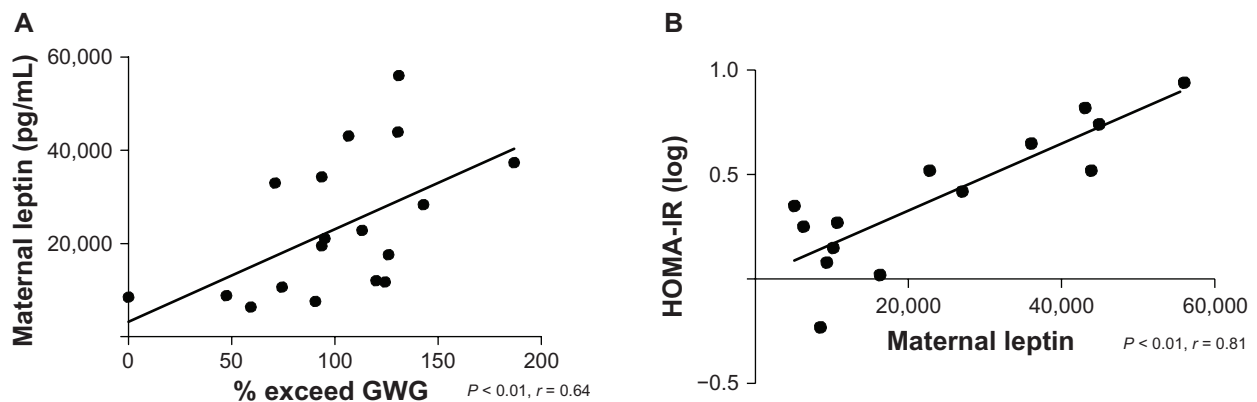 A
Maternal leptin (pg/mL)
60,000
40,000
20,000
0
50
100
150
200
% exceed GWG
P < 0.01, r = 0.64
B
HOMA-IR (log)
1.0
0.5
−0.5
20,000
40,000
60,000
Maternal leptin
P < 0.01, r = 0.81